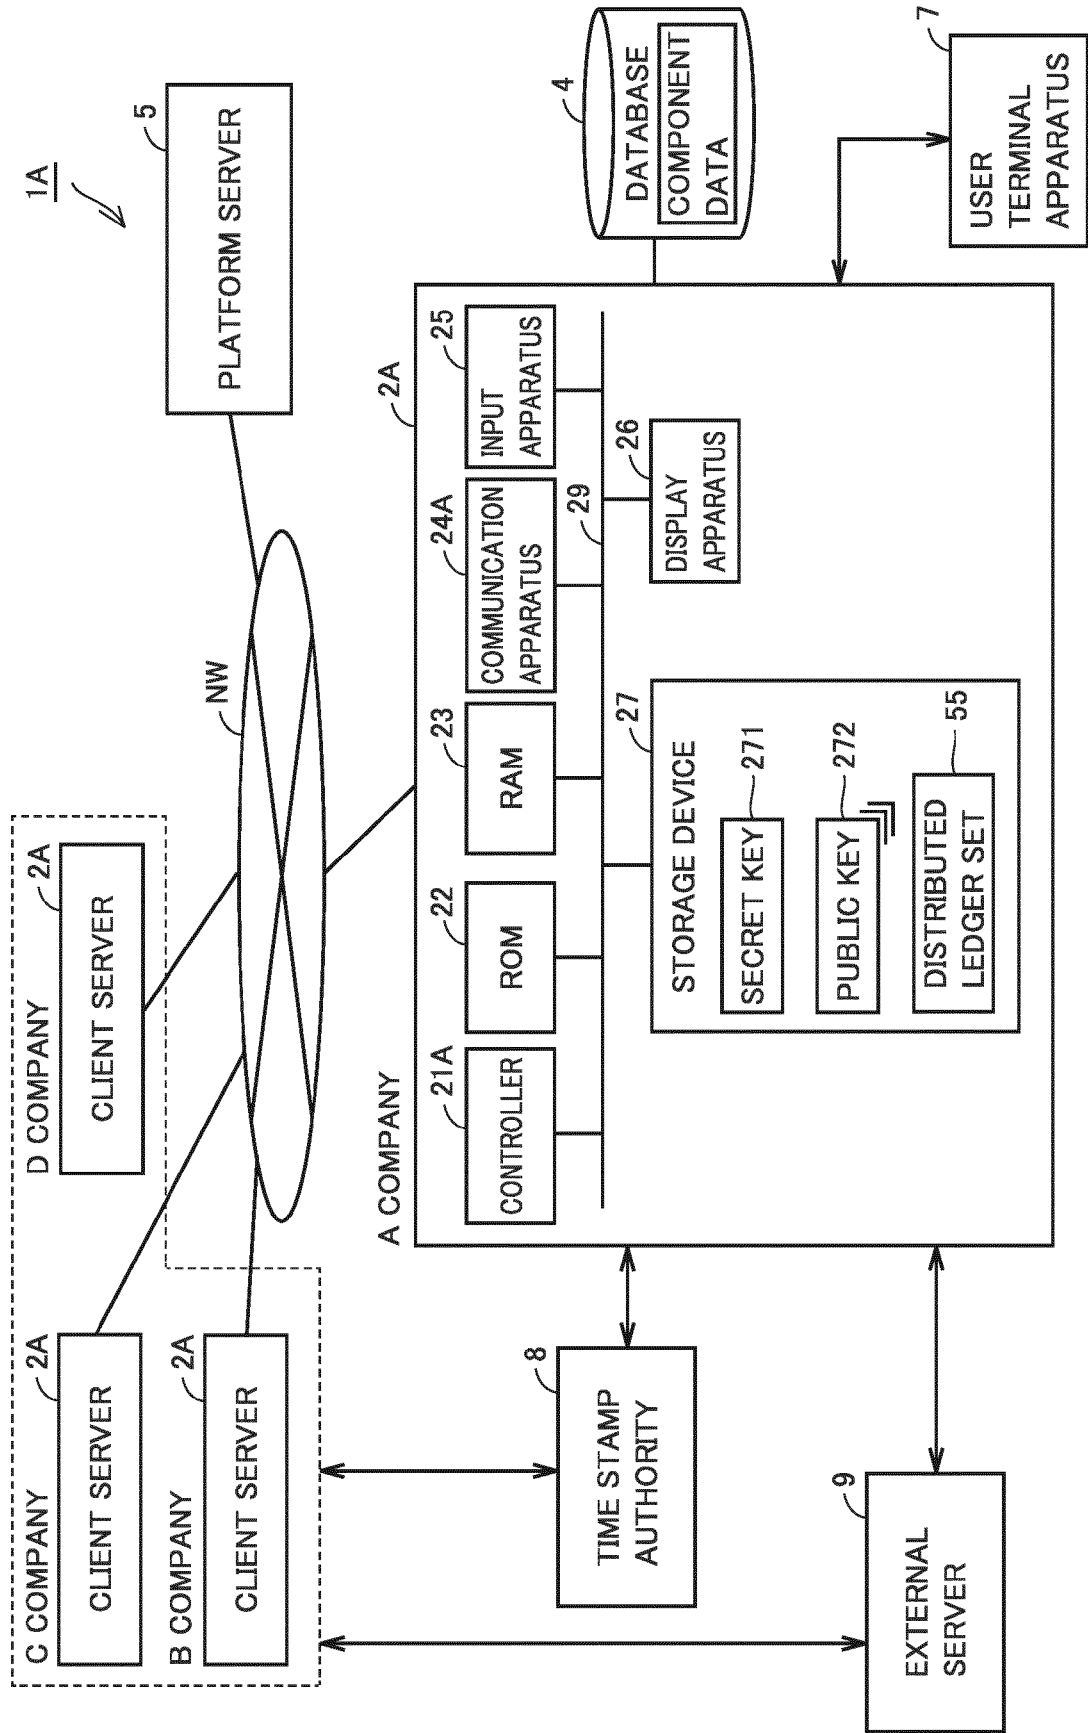 1A
D COMPANY
2A
CLIENT SERVER
C COMPANY
2A
CLIENT SERVER
B COMPANY
2A
CLIENT SERVER
NW
5
PLATFORM SERVER
A COMPANY
2A
21A
CONTROLLER
22
ROM
23
RAM
24A
COMMUNICATION
APPARATUS
25
INPUT
APPARATUS
29
27
STORAGE DEVICE
SECRET KEY
271
PUBLIC KEY
272
DISTRIBUTED
LEDGER SET
55
26
DISPLAY
APPARATUS
4
DATABASE
COMPONENT
DATA
7
USER
TERMINAL
APPARATUS
8
TIME STAMP
AUTHORITY
9
EXTERNAL
SERVER